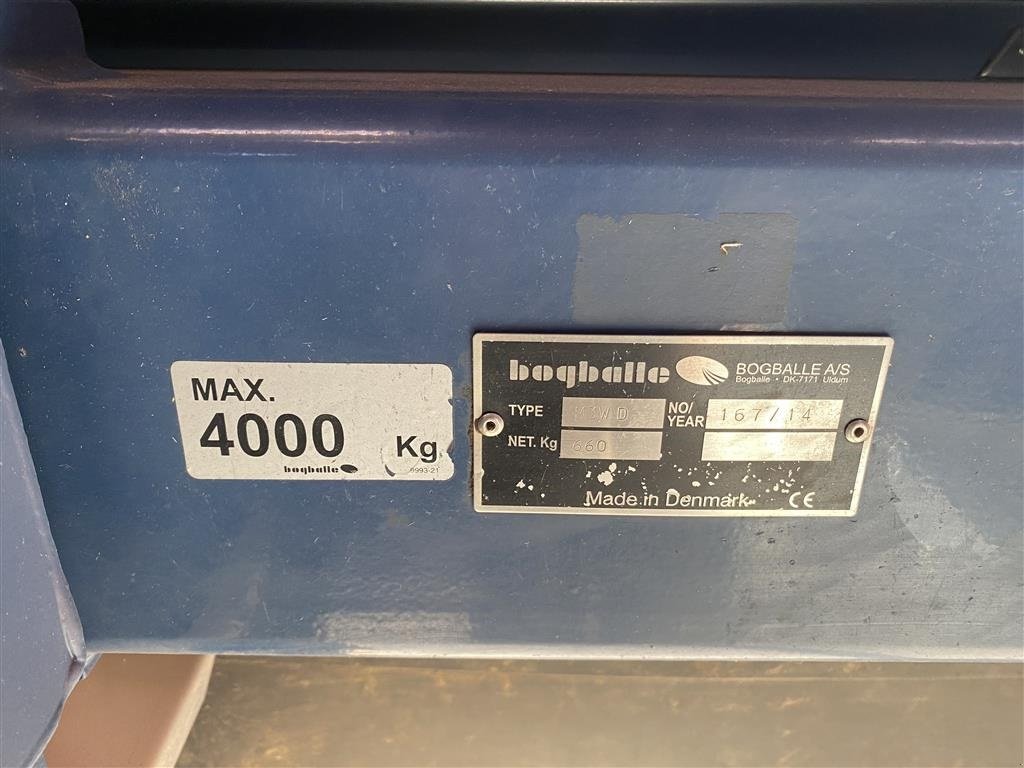 MAX.
4000 Kg
bogballe
bogballe BOGBALLE A/S
Bogballe • DK-7171 Uldum
TYPE M3W D NO/YEAR 167/14
NET. Kg 660
Made in Denmark CE